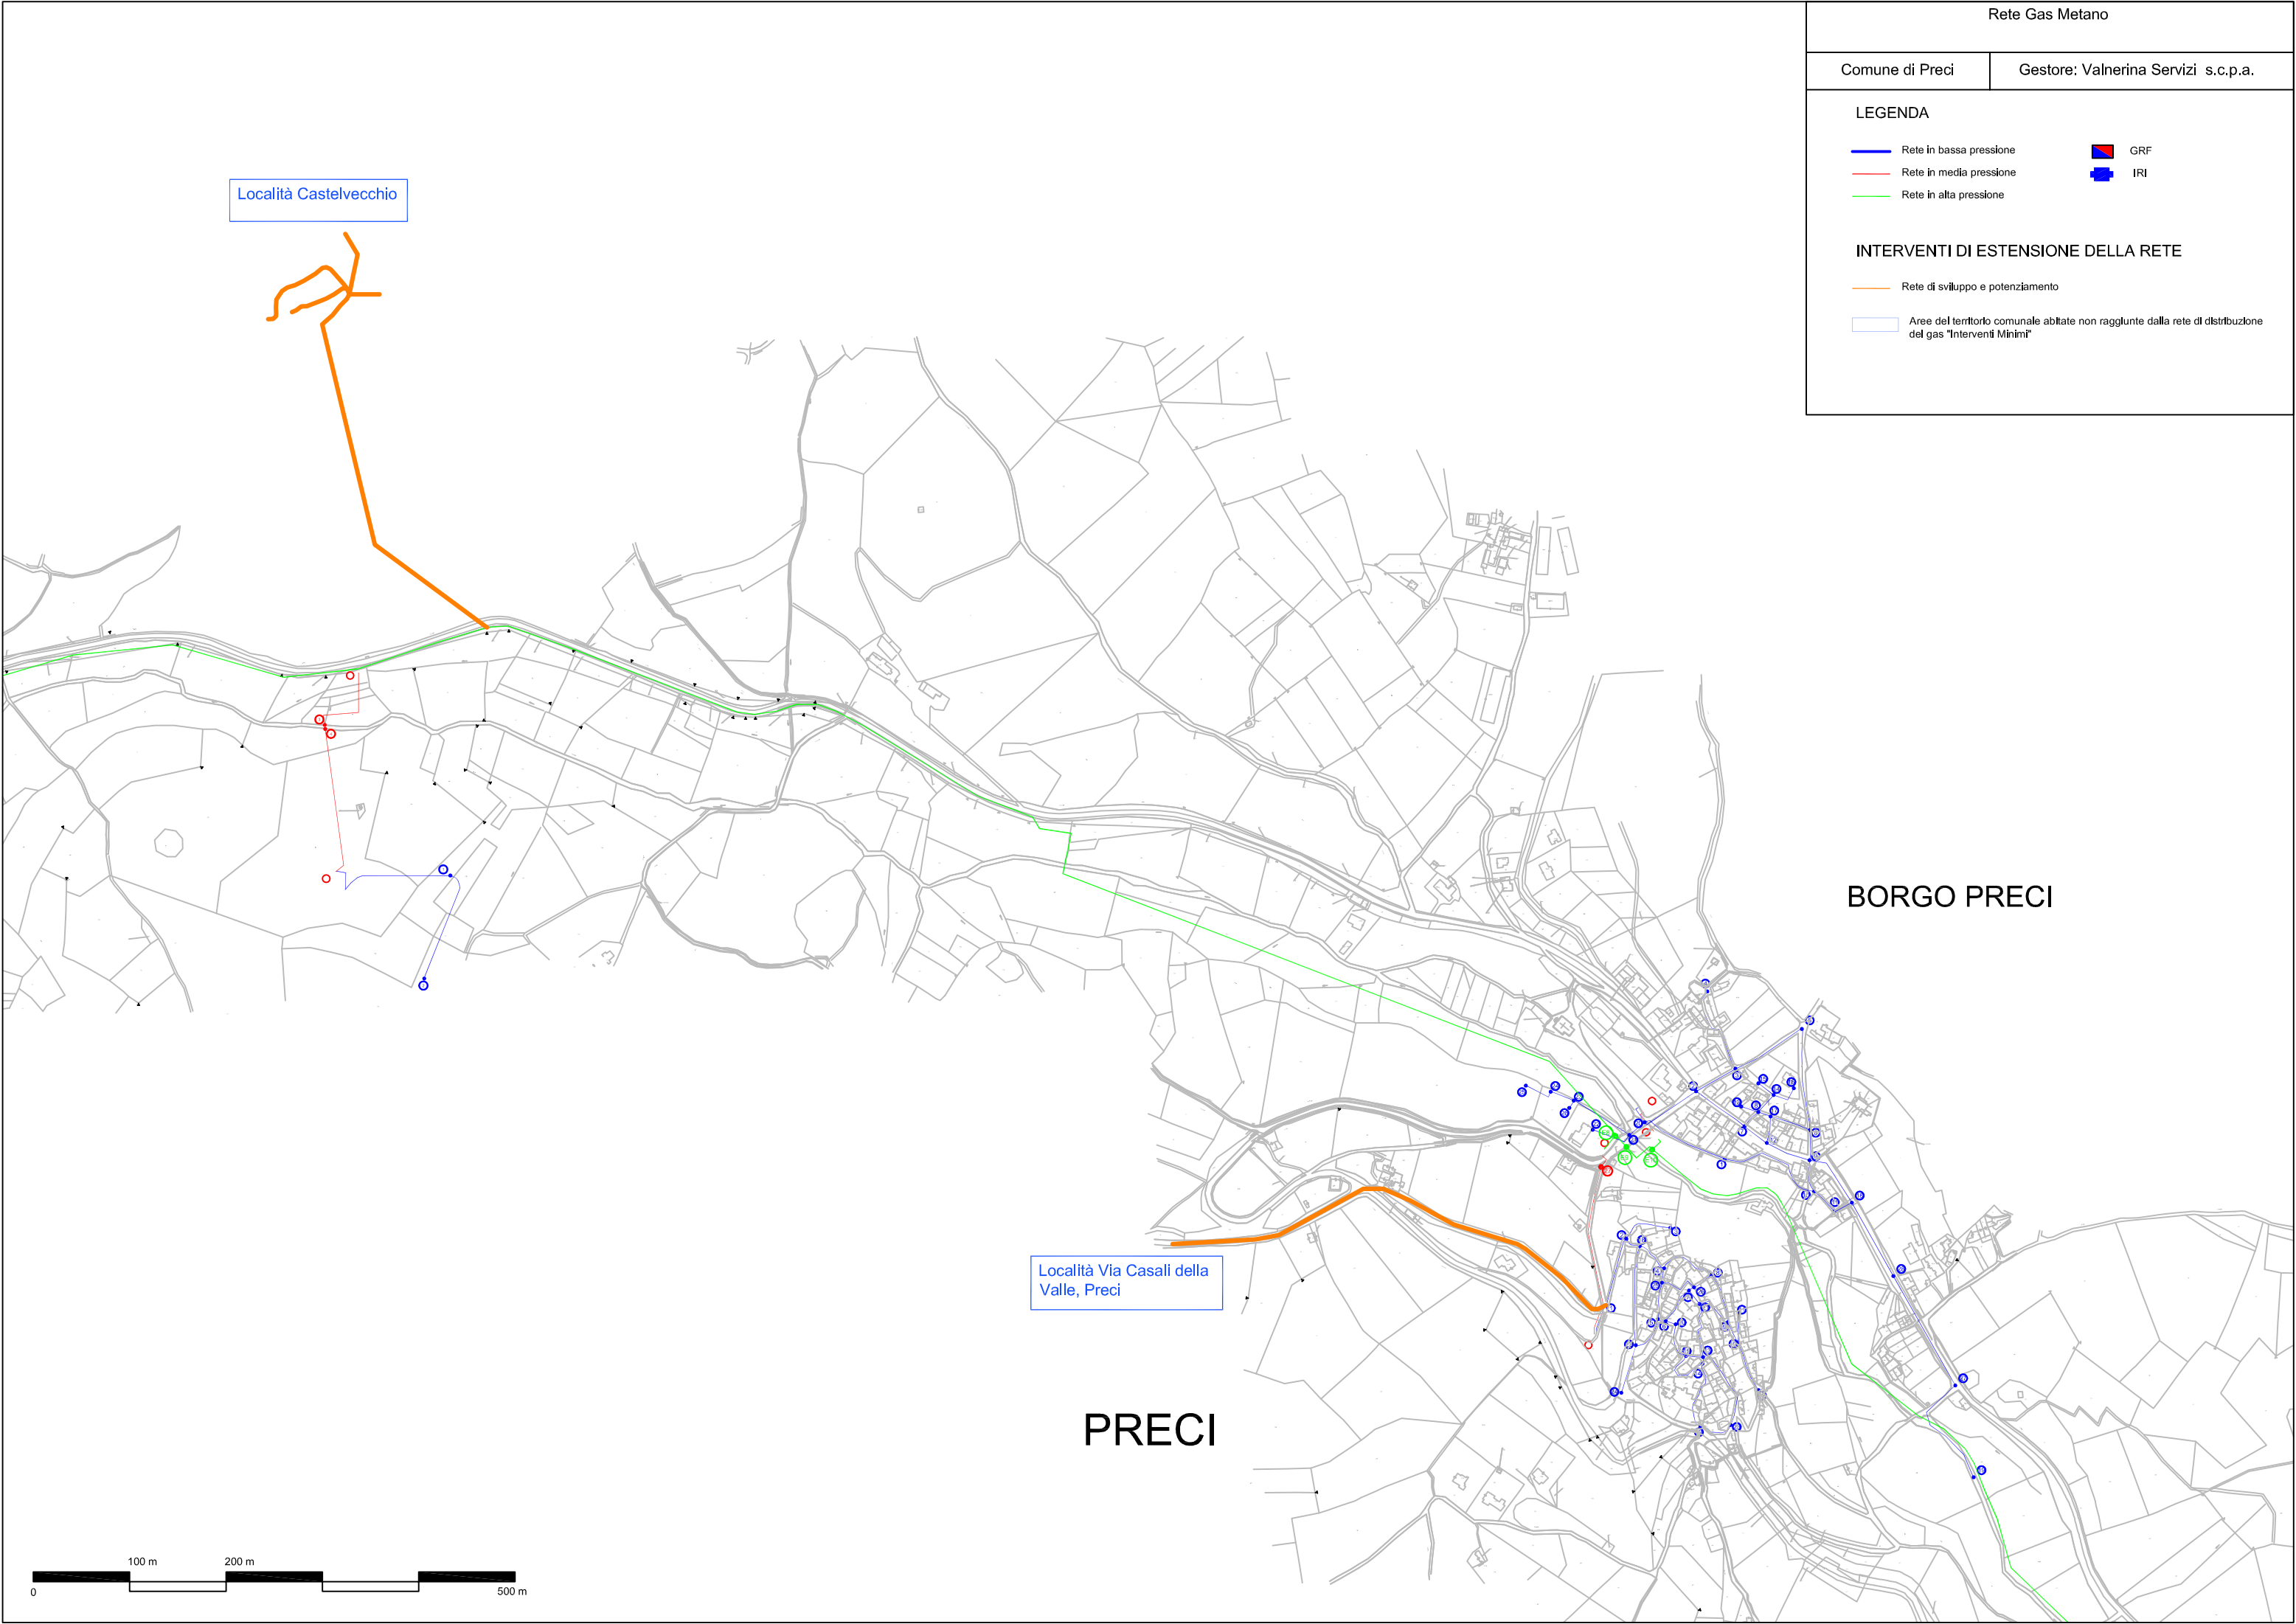 Rete Gas Metano
Comune di Preci
Gestore: Valnerina Servizi s.c.p.a.
LEGENDA
Rete in bassa pressione
GRF
Rete in media pressione
IRI
Rete in alta pressione
INTERVENTI DI ESTENSIONE DELLA RETE
Rete di sviluppo e potenziamento
Aree del territorio comunale abitate non raggiunte dalla rete di distribuzione
del gas "Interventi Minimi"
Località Castelvecchio
BORGO PRECI
Località Via Casali della
Valle, Preci
PRECI
100 m
200 m
0
500 m